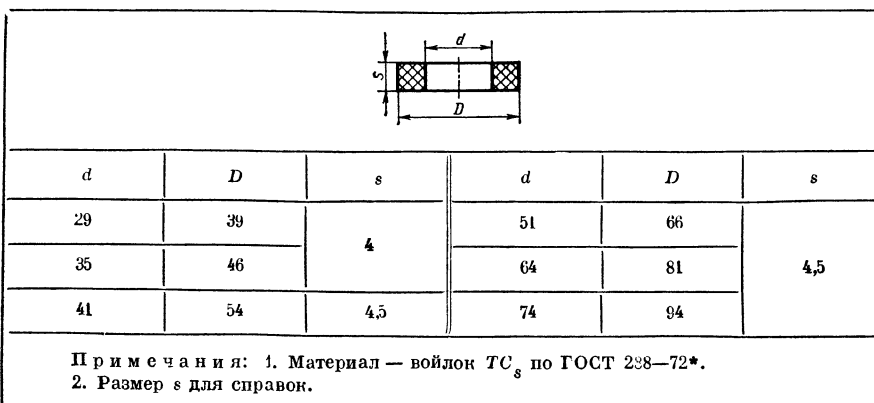 d
s
D
d D s d D s
29 39 4 51 66 4,5
35 46 64 81
41 54 4,5 74 94
Примечания: 1. Материал — войлок TC_s по ГОСТ 288—72*.
2. Размер s для справок.